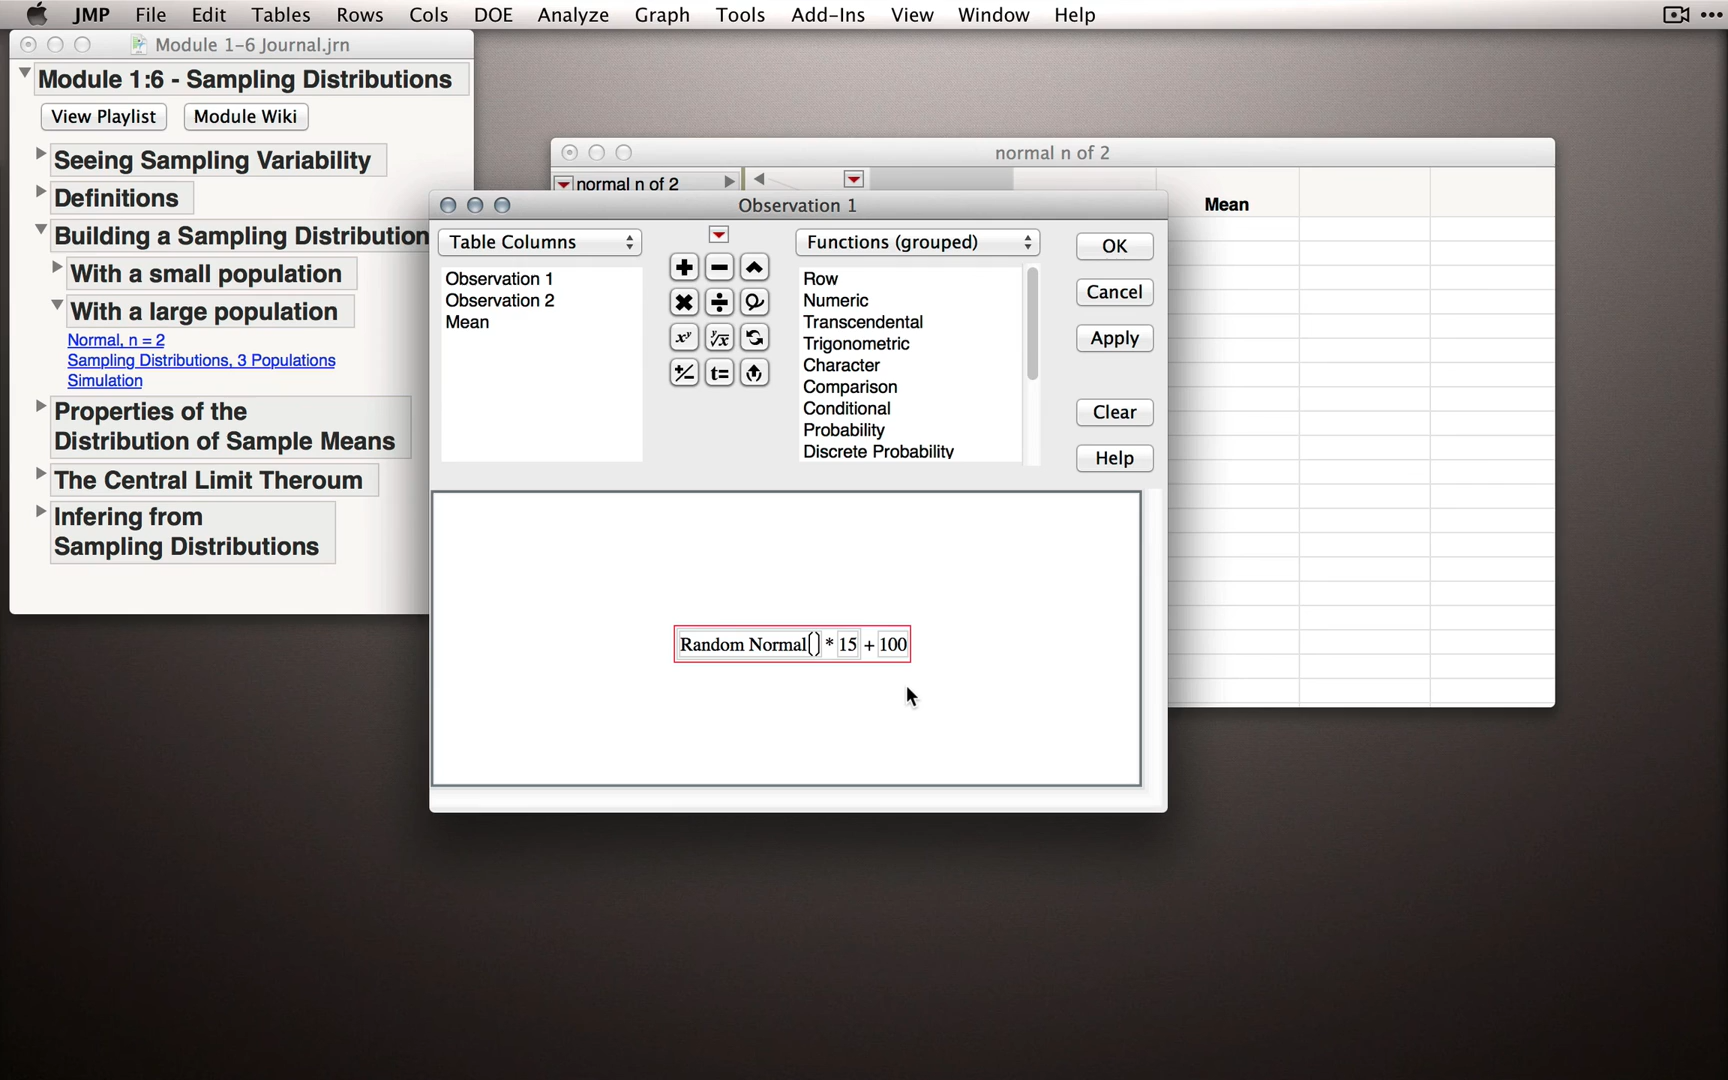 JMP File Edit Tables Rows Cols DOE Analyze Graph Tools Add-Ins View Window Help
Module 1-6 Journal.jrn
Module 1:6 - Sampling Distributions
View Playlist Module Wiki
Seeing Sampling Variability
Definitions
Building a Sampling Distribution
With a small population
With a large population
Normal, n = 2
Sampling Distributions, 3 Populations
Simulation
Properties of the
Distribution of Sample Means
The Central Limit Theroum
Infering from
Sampling Distributions
normal n of 2
normal n of 2
Mean
Observation 1
Table Columns
Observation 1
Observation 2
Mean
t=
Functions (grouped)
Row
Numeric
Transcendental
Trigonometric
Character
Comparison
Conditional
Probability
Discrete Probability
OK
Cancel
Apply
Clear
Help
Random Normal() * 15 + 100